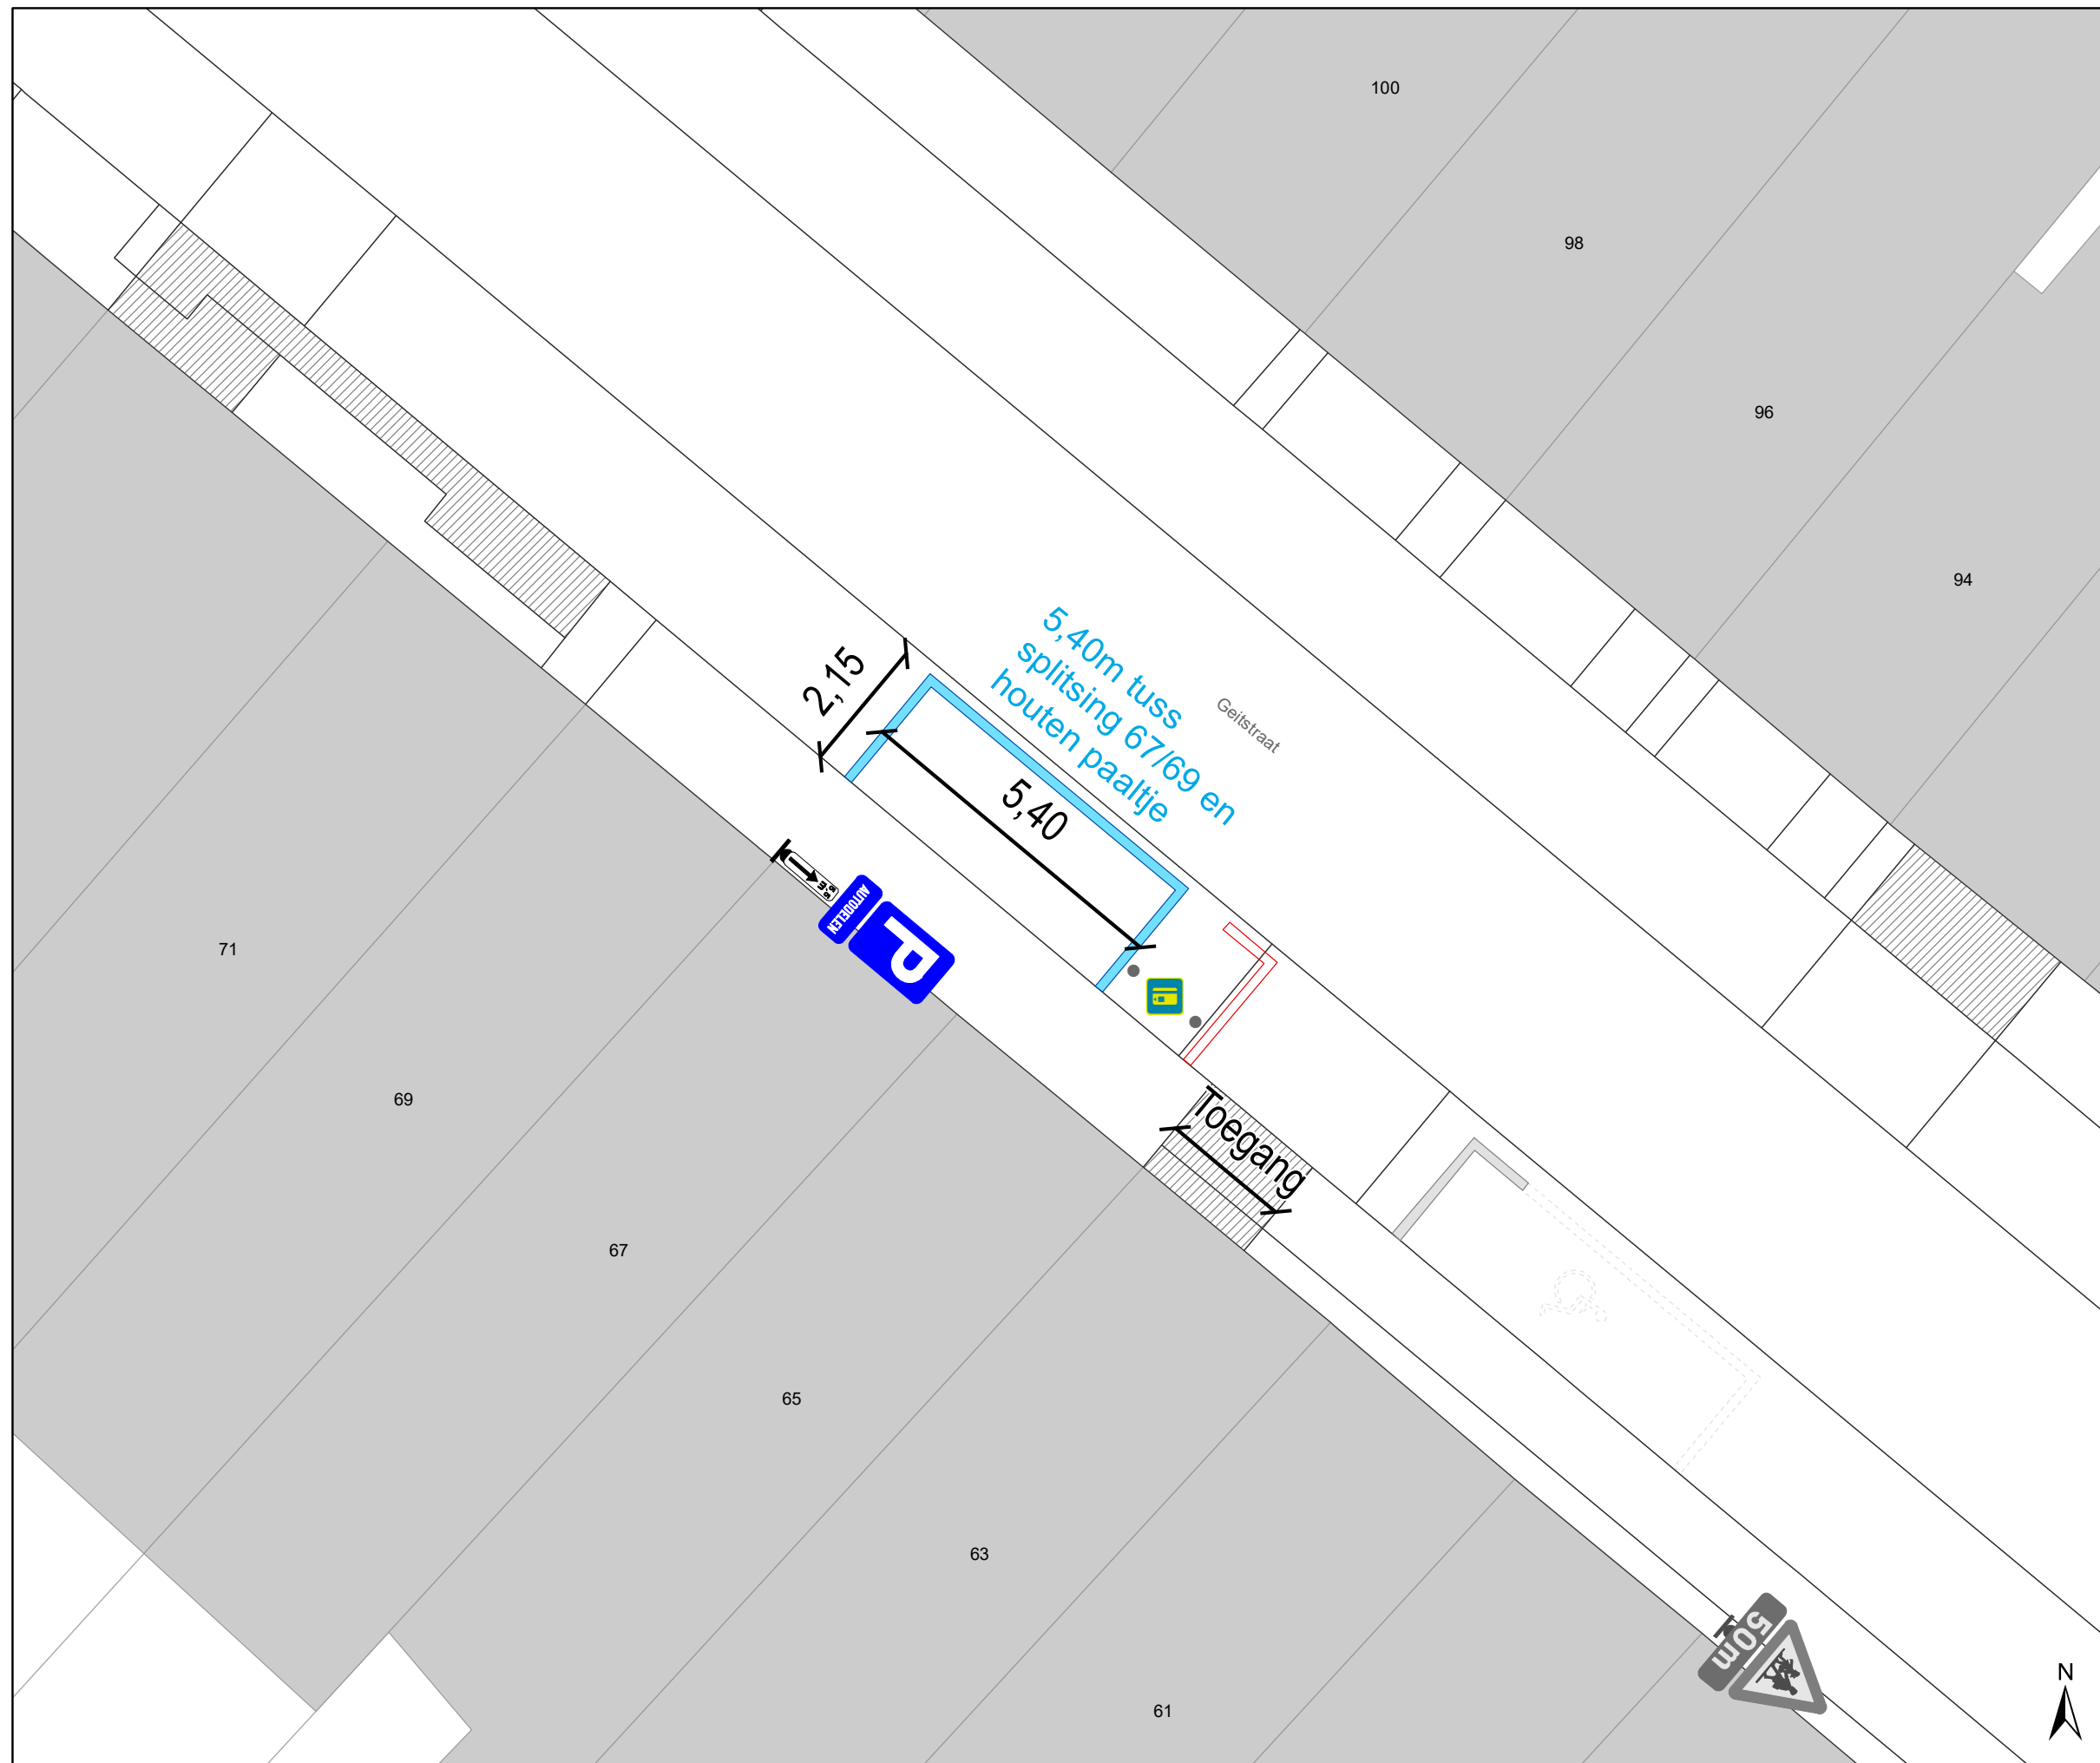 100
98
96
94
5,40m tuss
splitsing 67/69 en
houten paaltje
Geitstraat
2,15
5,40
AUTODELEN
P
71
69
Toegang
67
65
63
50m
61
N